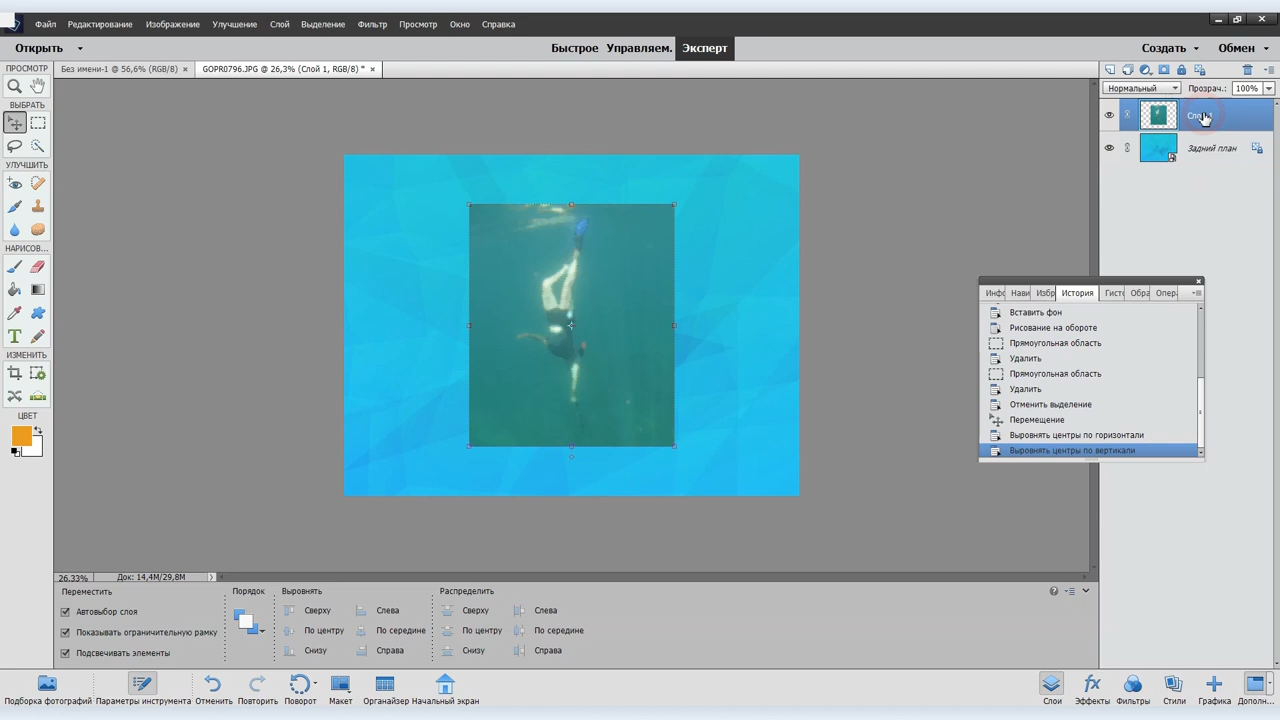 Файл Редактирование Изображение Улучшение Слой Выделение Фильтр Просмотр Окно Справка
Открыть Быстрое Управляем. Эксперт Создать Обмен
ПРОСМОТР Без имени-1 @ 56,6% (RGB/8) × GOPR0796.JPG @ 26,3% (Слой 1, RGB/8) * ×
ВЫБРАТЬ
УЛУЧШИТЬ
НАРИСОВ...
ИЗМЕНИТЬ
ЦВЕТ
Нормальный Прозрач.: 100%
Задний план
Инфо Нави Избр История Гисто Обра Опер
Вставить фон
Рисование на обороте
Прямоугольная область
Удалить
Прямоугольная область
Удалить
Отменить выделение
Перемещение
Выровнять центры по горизонтали
Выровнять центры по вертикали
26,33% Док: 14,4M/29,8M
Переместить Порядок Выровнять Распределить
Автовыбор слоя Сверху Слева Сверху Слева
Показывать ограничительную рамку По центру По середине По центру По середине
Подсвечивать элементы Снизу Справа Снизу Справа
Подборка фотографий Параметры инструмента Отменить Повторить Поворот Макет Органайзер Начальный экран Слои Эффекты Фильтры Стили Графика Дополн...